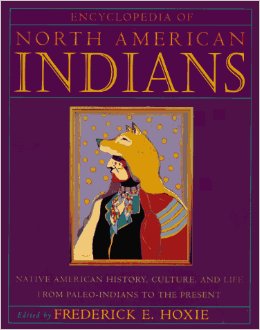 ENCYCLOPEDIA OF
NORTH AMERICAN
INDIANS
NATIVE AMERICAN HISTORY, CULTURE, AND LIFE
FROM PALEO-INDIANS TO THE PRESENT
Edited by FREDERICK E. HOXIE